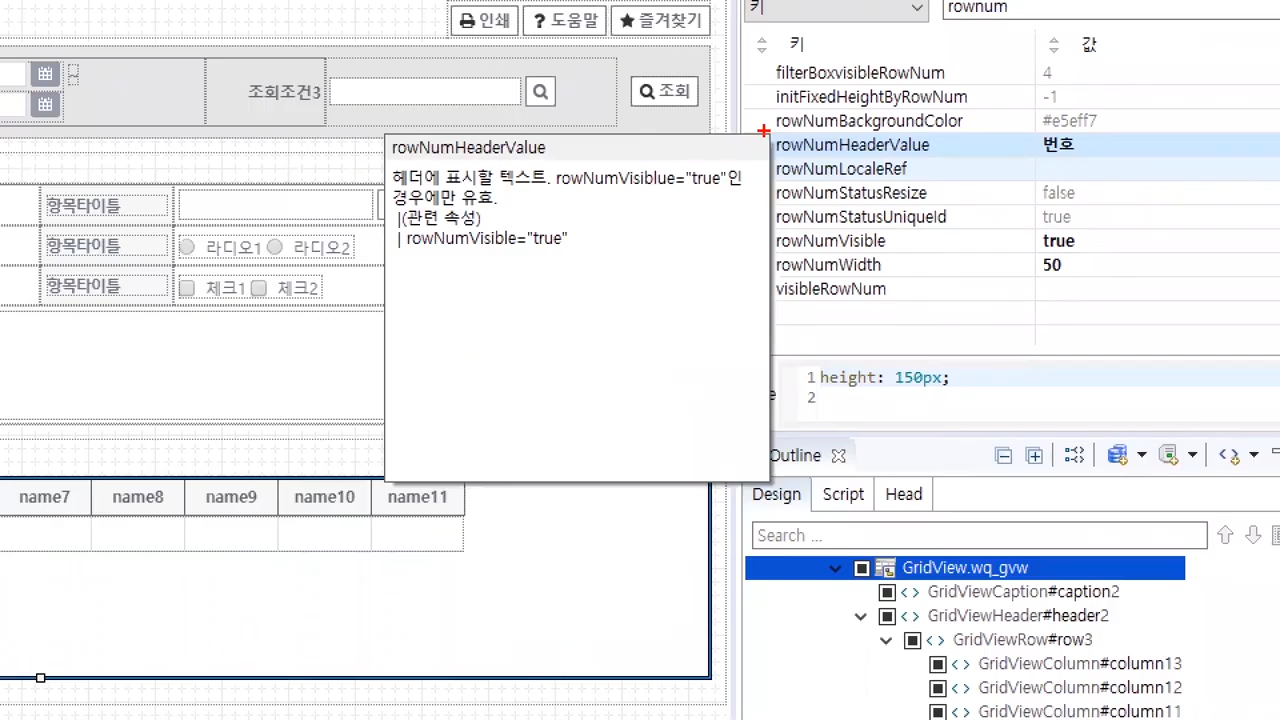 키
rownum
인쇄
? 도움말
즐겨찾기
키
값
filterBoxvisibleRowNum
4
initFixedHeightByRowNum
-1
rowNumBackgroundColor
#e5eff7
rowNumHeaderValue
번호
rowNumLocaleRef
rowNumStatusResize
false
rowNumStatusUniqueId
true
rowNumVisible
true
rowNumWidth
50
visibleRowNum
조회조건3
조회
rowNumHeaderValue
헤더에 표시할 텍스트. rowNumVisiblue="true"인
경우에만 유효.
|(관련 속성)
| rowNumVisible="true"
항목타이틀
항목타이틀
라디오1
라디오2
항목타이틀
체크1
체크2
1 height: 150px;
2
name7
name8
name9
name10
name11
Outline
Design
Script
Head
Search ...
GridView.wq_gvw
<> GridViewCaption#caption2
<> GridViewHeader#header2
<> GridViewRow#row3
<> GridViewColumn#column13
<> GridViewColumn#column12
<> GridViewColumn#column11